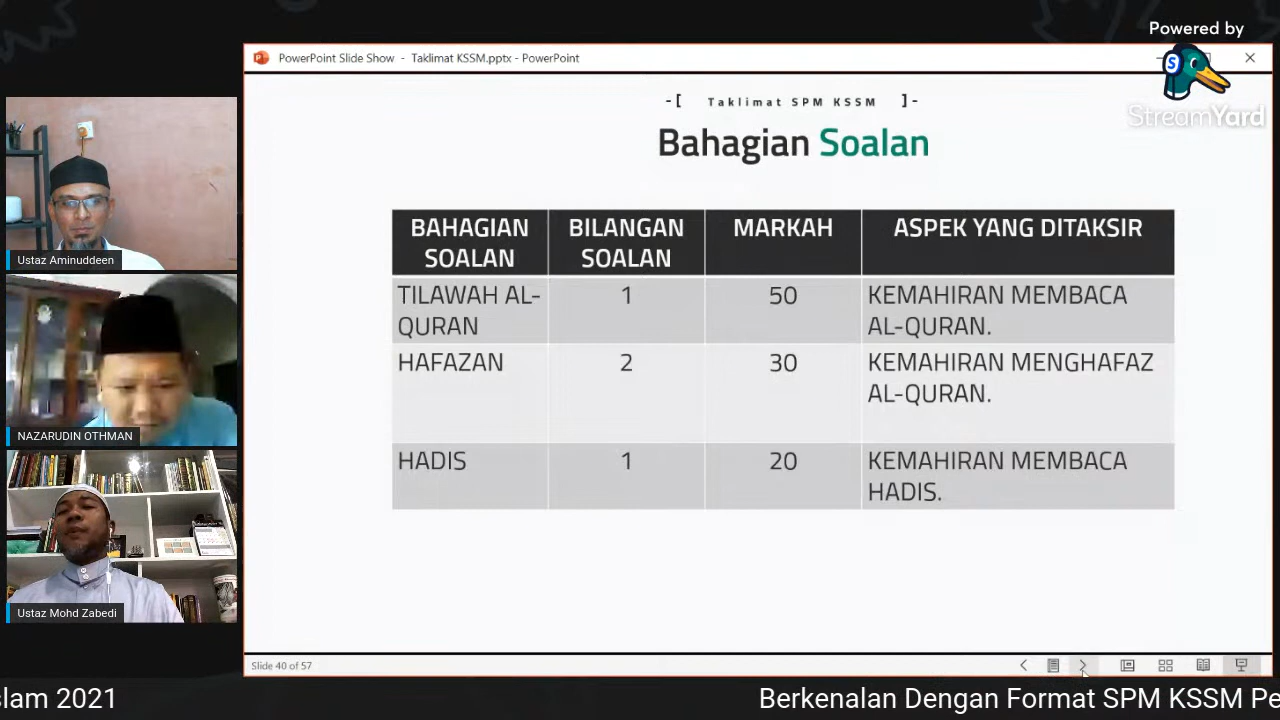 Powered by
StreamYard
PowerPoint Slide Show - Taklimat KSSM.pptx - PowerPoint
-[ Taklimat SPM KSSM ]-
Bahagian Soalan
BAHAGIAN SOALAN
BILANGAN SOALAN
MARKAH
ASPEK YANG DITAKSIR
TILAWAH AL-QURAN
1
50
KEMAHIRAN MEMBACA AL-QURAN.
HAFAZAN
2
30
KEMAHIRAN MENGHAFAZ AL-QURAN.
HADIS
1
20
KEMAHIRAN MEMBACA HADIS.
Slide 40 of 57
Ustaz Aminuddeen
NAZARUDIN OTHMAN
Ustaz Mohd Zabedi
slam 2021
Berkenalan Dengan Format SPM KSSM Pe